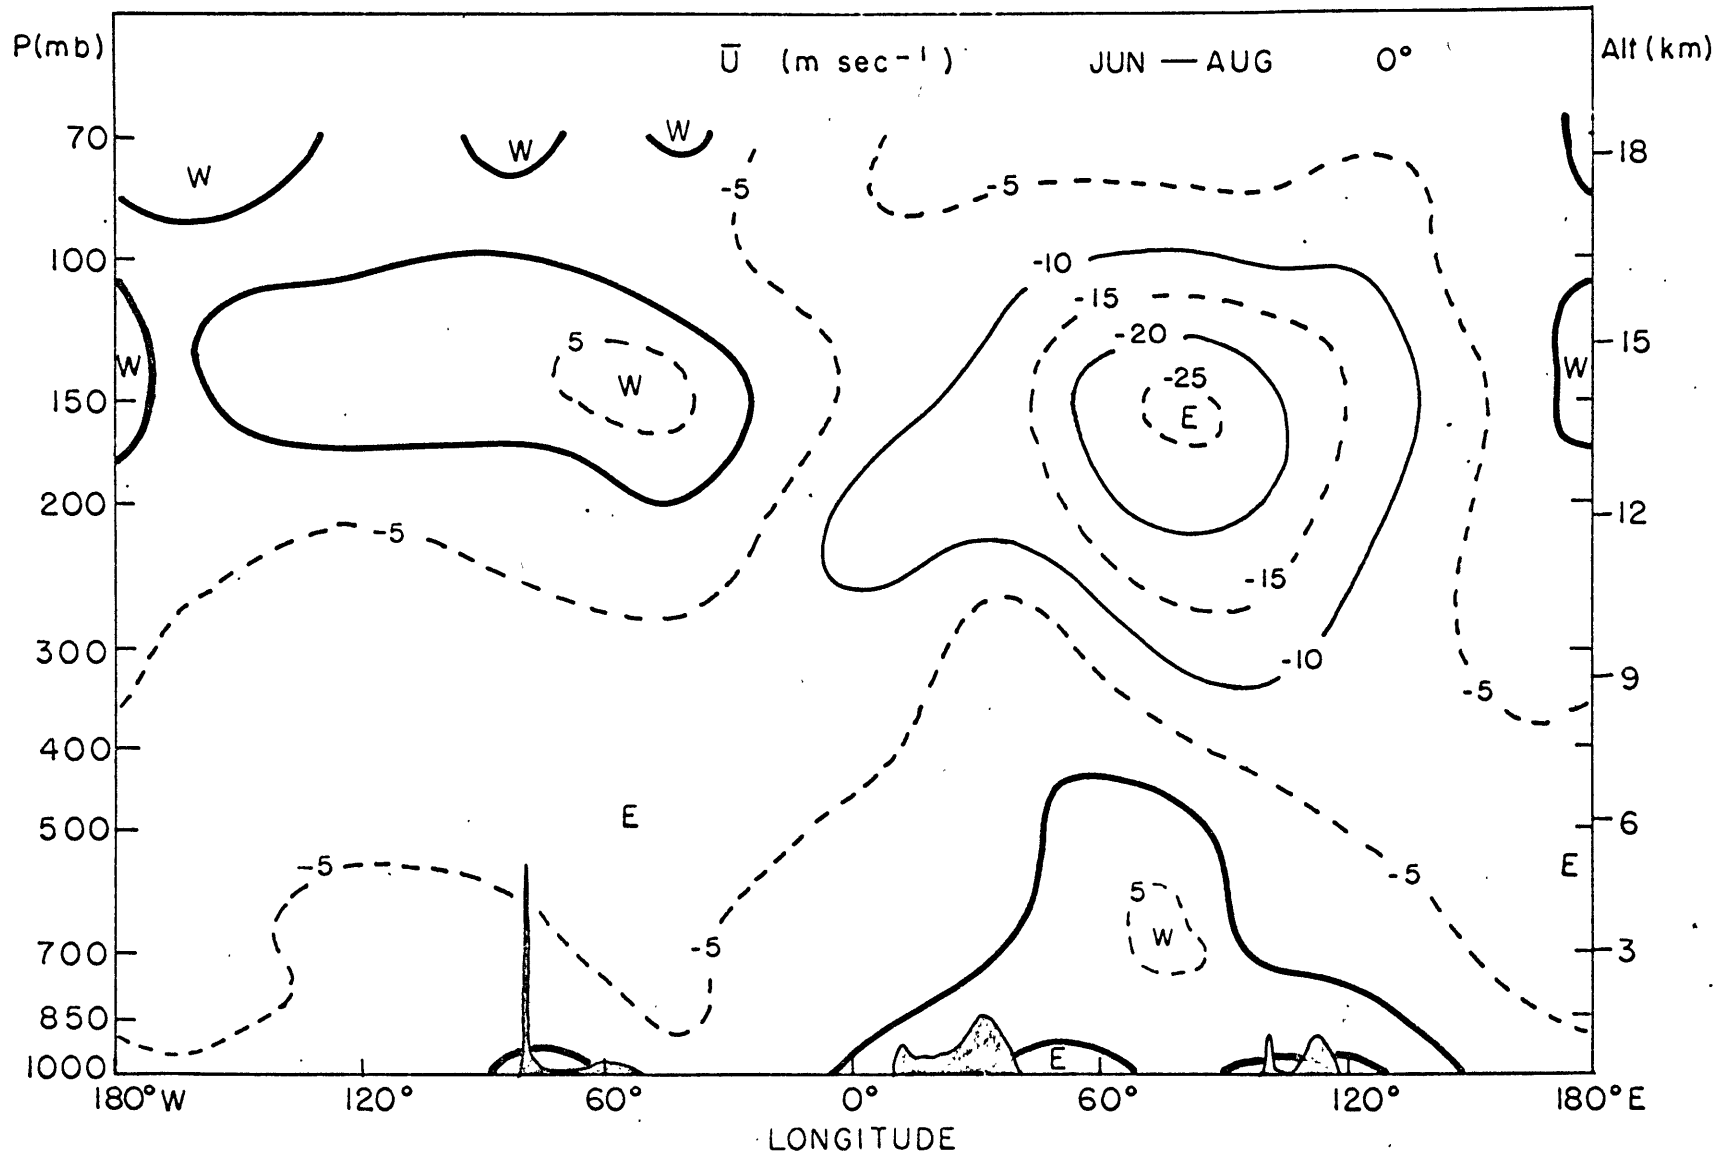 P(mb) U̅ (m sec⁻¹) JUN — AUG 0° Alt (km)
W
70 W 18
W
W -5 -5
100 -10
-15
5 -20 15
W W W
-25
150 E
200 12
-5
-15
300 -10
9
-5
400
500 E 6
-5 -5 E
5
W
700 -5 3
850
1000 E
180°W 120° 60° 0° 60° 120° 180°E
LONGITUDE